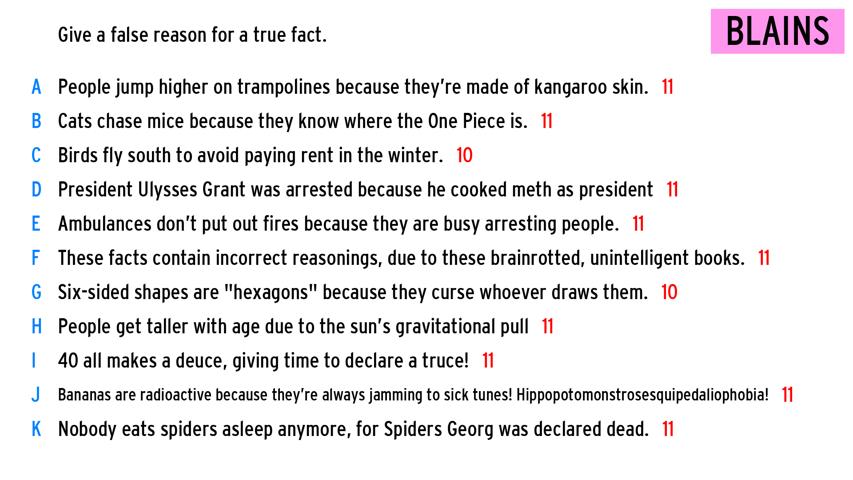 Give a false reason for a true fact.
BLAINS
A People jump higher on trampolines because they're made of kangaroo skin. 11
B Cats chase mice because they know where the One Piece is. 11
C Birds fly south to avoid paying rent in the winter. 10
D President Ulysses Grant was arrested because he cooked meth as president 11
E Ambulances don't put out fires because they are busy arresting people. 11
F These facts contain incorrect reasonings, due to these brainrotted, unintelligent books. 11
G Six-sided shapes are "hexagons" because they curse whoever draws them. 10
H People get taller with age due to the sun's gravitational pull 11
I 40 all makes a deuce, giving time to declare a truce! 11
J Bananas are radioactive because they're always jamming to sick tunes! Hippopotomonstrosesquipedaliophobia! 11
K Nobody eats spiders asleep anymore, for Spiders Georg was declared dead. 11